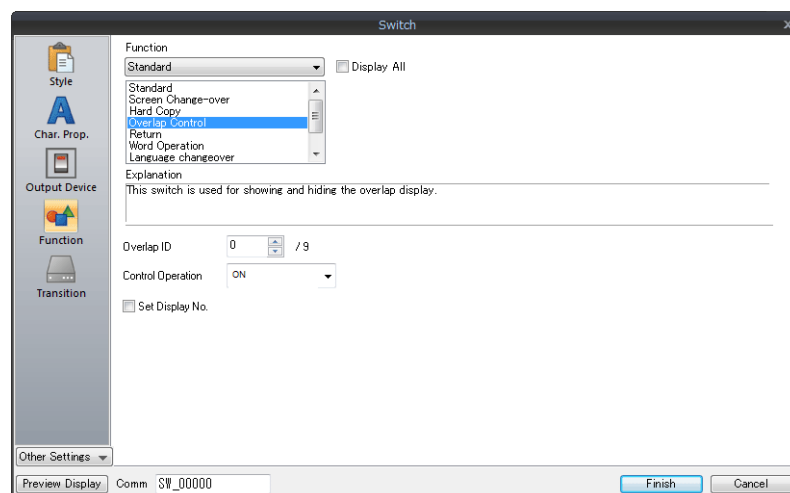 Switch
Style
Char. Prop.
Output Device
Function
Transition
Other Settings
Function
Standard
Display All
Standard
Screen Change-over
Hard Copy
Overlap Control
Return
Word Operation
Language changeover
Explanation
This switch is used for showing and hiding the overlap display.
Overlap ID 0 / 9
Control Operation ON
Set Display No.
Preview Display Comm SW_00000 Finish Cancel